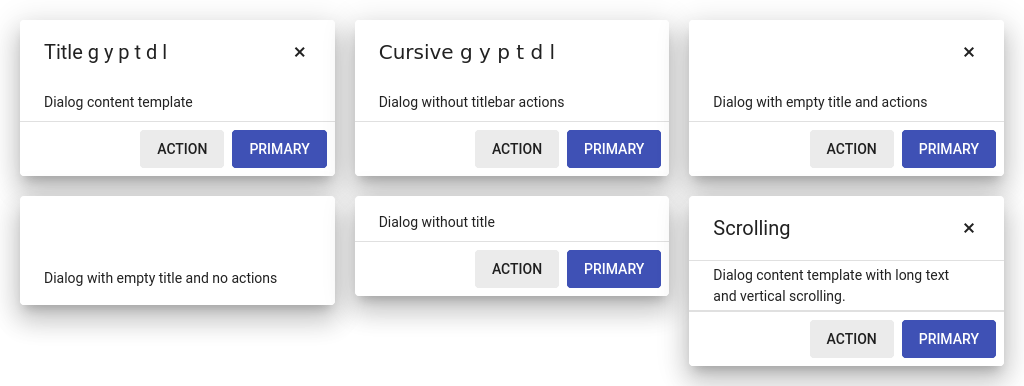 Title g y p t d l ×
Dialog content template
ACTION PRIMARY
Cursive g y p t d l
Dialog without titlebar actions
ACTION PRIMARY
×
Dialog with empty title and actions
ACTION PRIMARY
Dialog with empty title and no actions
Dialog without title
ACTION PRIMARY
Scrolling ×
Dialog content template with long text
and vertical scrolling.
ACTION PRIMARY